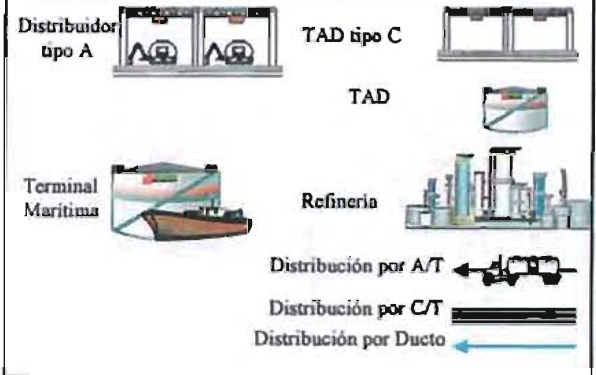 Distribuidor
tipo A
TAD tipo C
TAD
Terminal
Marítima
Refinería
Distribución por A/T
Distribución por C/T
Distribución por Ducto